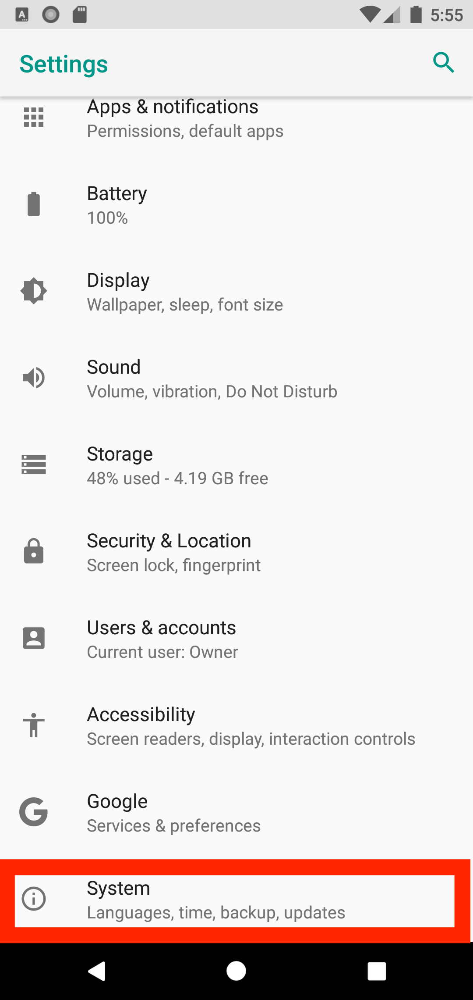 5:55
Settings
Apps & notifications
Permissions, default apps
Battery
100%
Display
Wallpaper, sleep, font size
Sound
Volume, vibration, Do Not Disturb
Storage
48% used - 4.19 GB free
Security & Location
Screen lock, fingerprint
Users & accounts
Current user: Owner
Accessibility
Screen readers, display, interaction controls
Google
Services & preferences
System
Languages, time, backup, updates